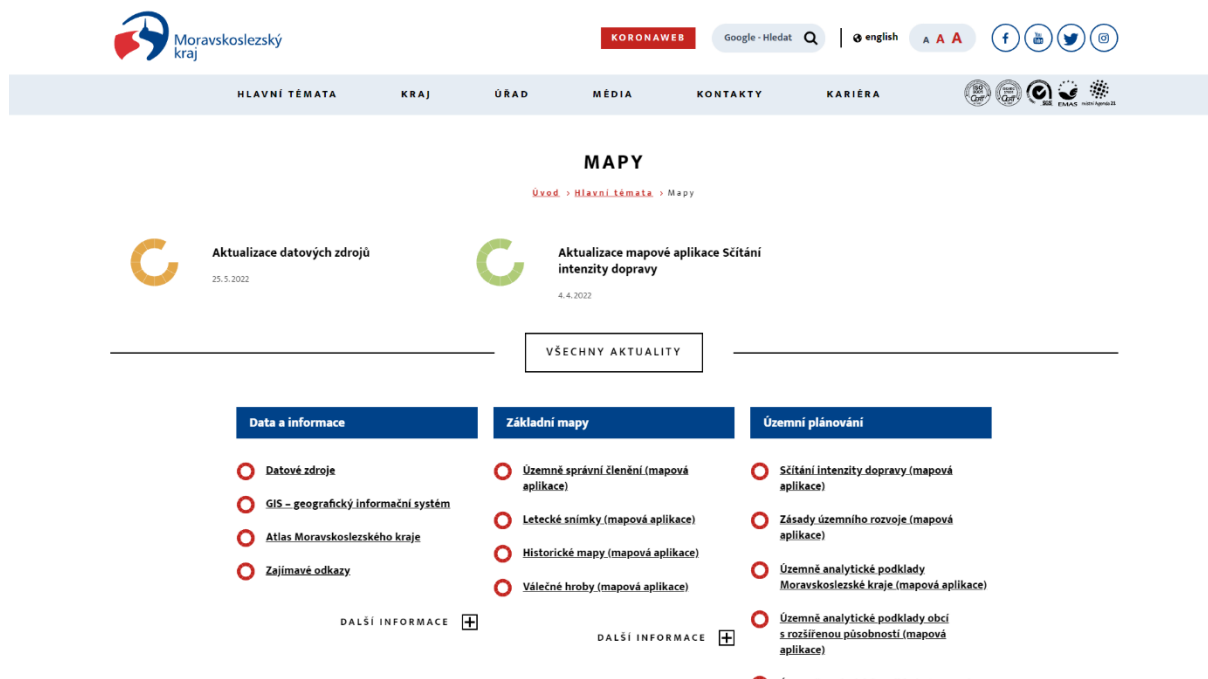 Moravskoslezský
kraj
KORONAWEB
Google - Hledat
english
A A A
HLAVNÍ TÉMATA
KRAJ
ÚŘAD
MÉDIA
KONTAKTY
KARIÉRA
EMAS
místní Agenda 21
MAPY
Úvod > Hlavní témata > Mapy
Aktualizace datových zdrojů
25.5.2022
Aktualizace mapové aplikace Sčítání
intenzity dopravy
4.4.2022
VŠECHNY AKTUALITY
Data a informace
Datové zdroje
GIS – geografický informační systém
Atlas Moravskoslezského kraje
Zajímavé odkazy
DALŠÍ INFORMACE
Základní mapy
Územně správní členění (mapová
aplikace)
Letecké snímky (mapová aplikace)
Historické mapy (mapová aplikace)
Válečné hroby (mapová aplikace)
DALŠÍ INFORMACE
Územní plánování
Sčítání intenzity dopravy (mapová
aplikace)
Zásady územního rozvoje (mapová
aplikace)
Územně analytické podklady
Moravskoslezské kraje (mapová aplikace)
Územně analytické podklady obcí
s rozšířenou působností (mapová
aplikace)